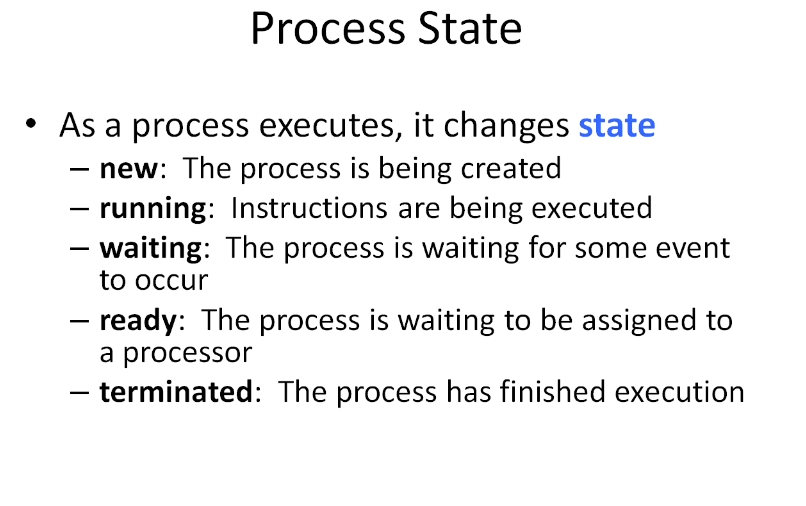 Process State
• As a process executes, it changes state
– new:  The process is being created
– running:  Instructions are being executed
– waiting:  The process is waiting for some event
to occur
– ready:  The process is waiting to be assigned to
a processor
– terminated:  The process has finished execution